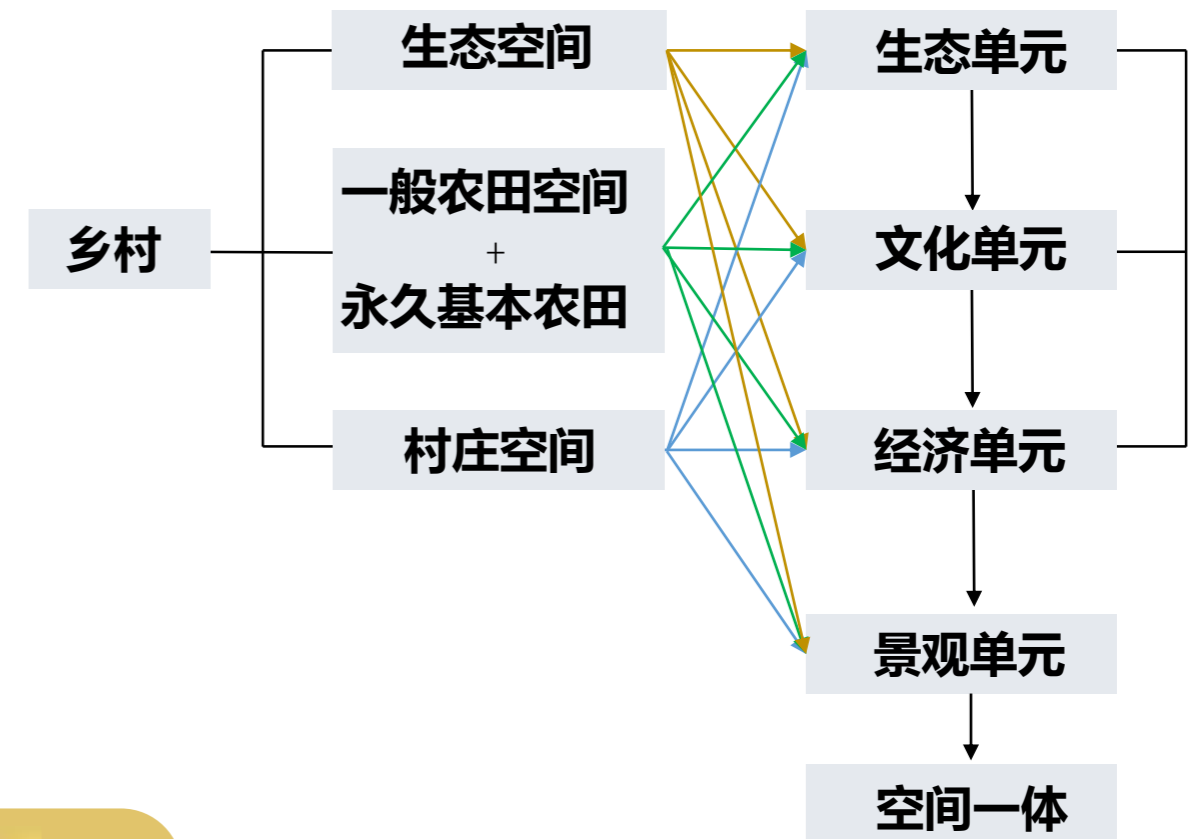 乡村
生态空间
一般农田空间
+
永久基本农田
村庄空间
生态单元
文化单元
经济单元
景观单元
空间一体